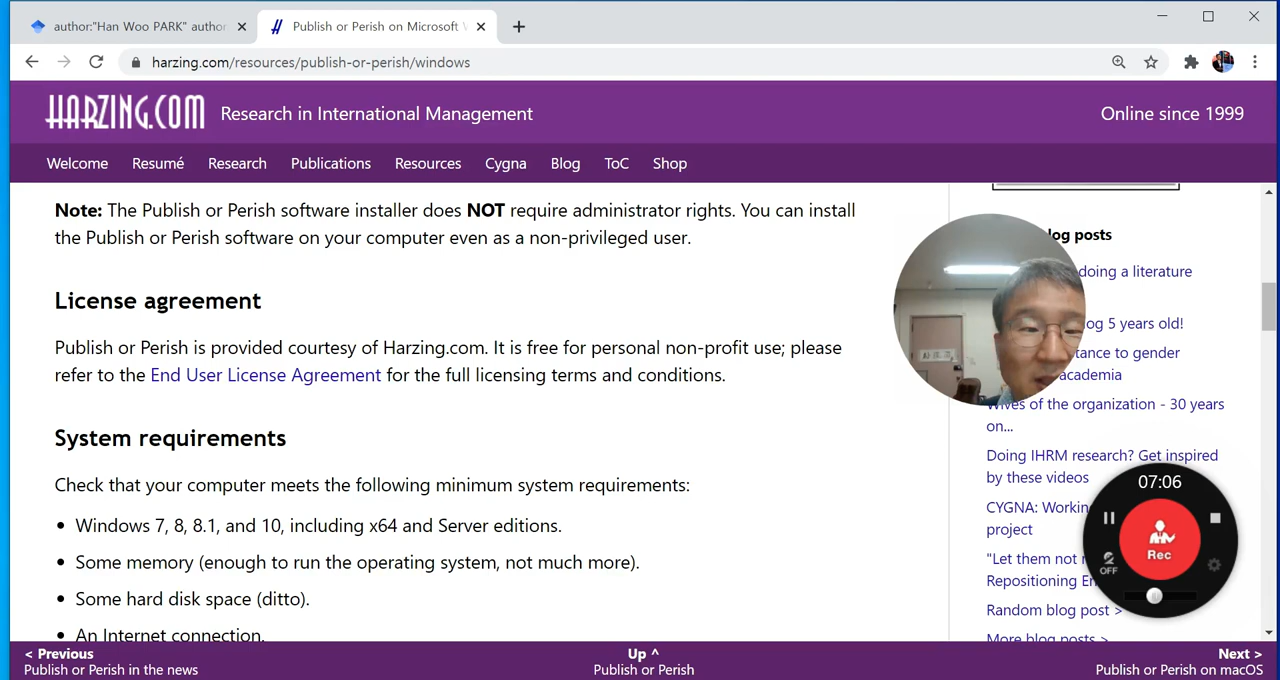 author:"Han Woo PARK" author
Publish or Perish on Microsoft
harzing.com/resources/publish-or-perish/windows
HARZING.COM
Research in International Management
Online since 1999
Welcome
Resumé
Research
Publications
Resources
Cygna
Blog
ToC
Shop
Note: The Publish or Perish software installer does NOT require administrator rights. You can install
the Publish or Perish software on your computer even as a non-privileged user.
License agreement
Publish or Perish is provided courtesy of Harzing.com. It is free for personal non-profit use; please
refer to the End User License Agreement for the full licensing terms and conditions.
System requirements
Check that your computer meets the following minimum system requirements:
• Windows 7, 8, 8.1, and 10, including x64 and Server editions.
• Some memory (enough to run the operating system, not much more).
• Some hard disk space (ditto).
• An Internet connection.
log posts
doing a literature
og 5 years old!
tance to gender
academia
Wives of the organization - 30 years
on...
Doing IHRM research? Get inspired
by these videos
CYGNA: Workin
project
"Let them not
Repositioning
Random blog post >
More blog posts >
07:06
Rec
OFF
< Previous
Publish or Perish in the news
Up ^
Publish or Perish
Next >
Publish or Perish on macOS